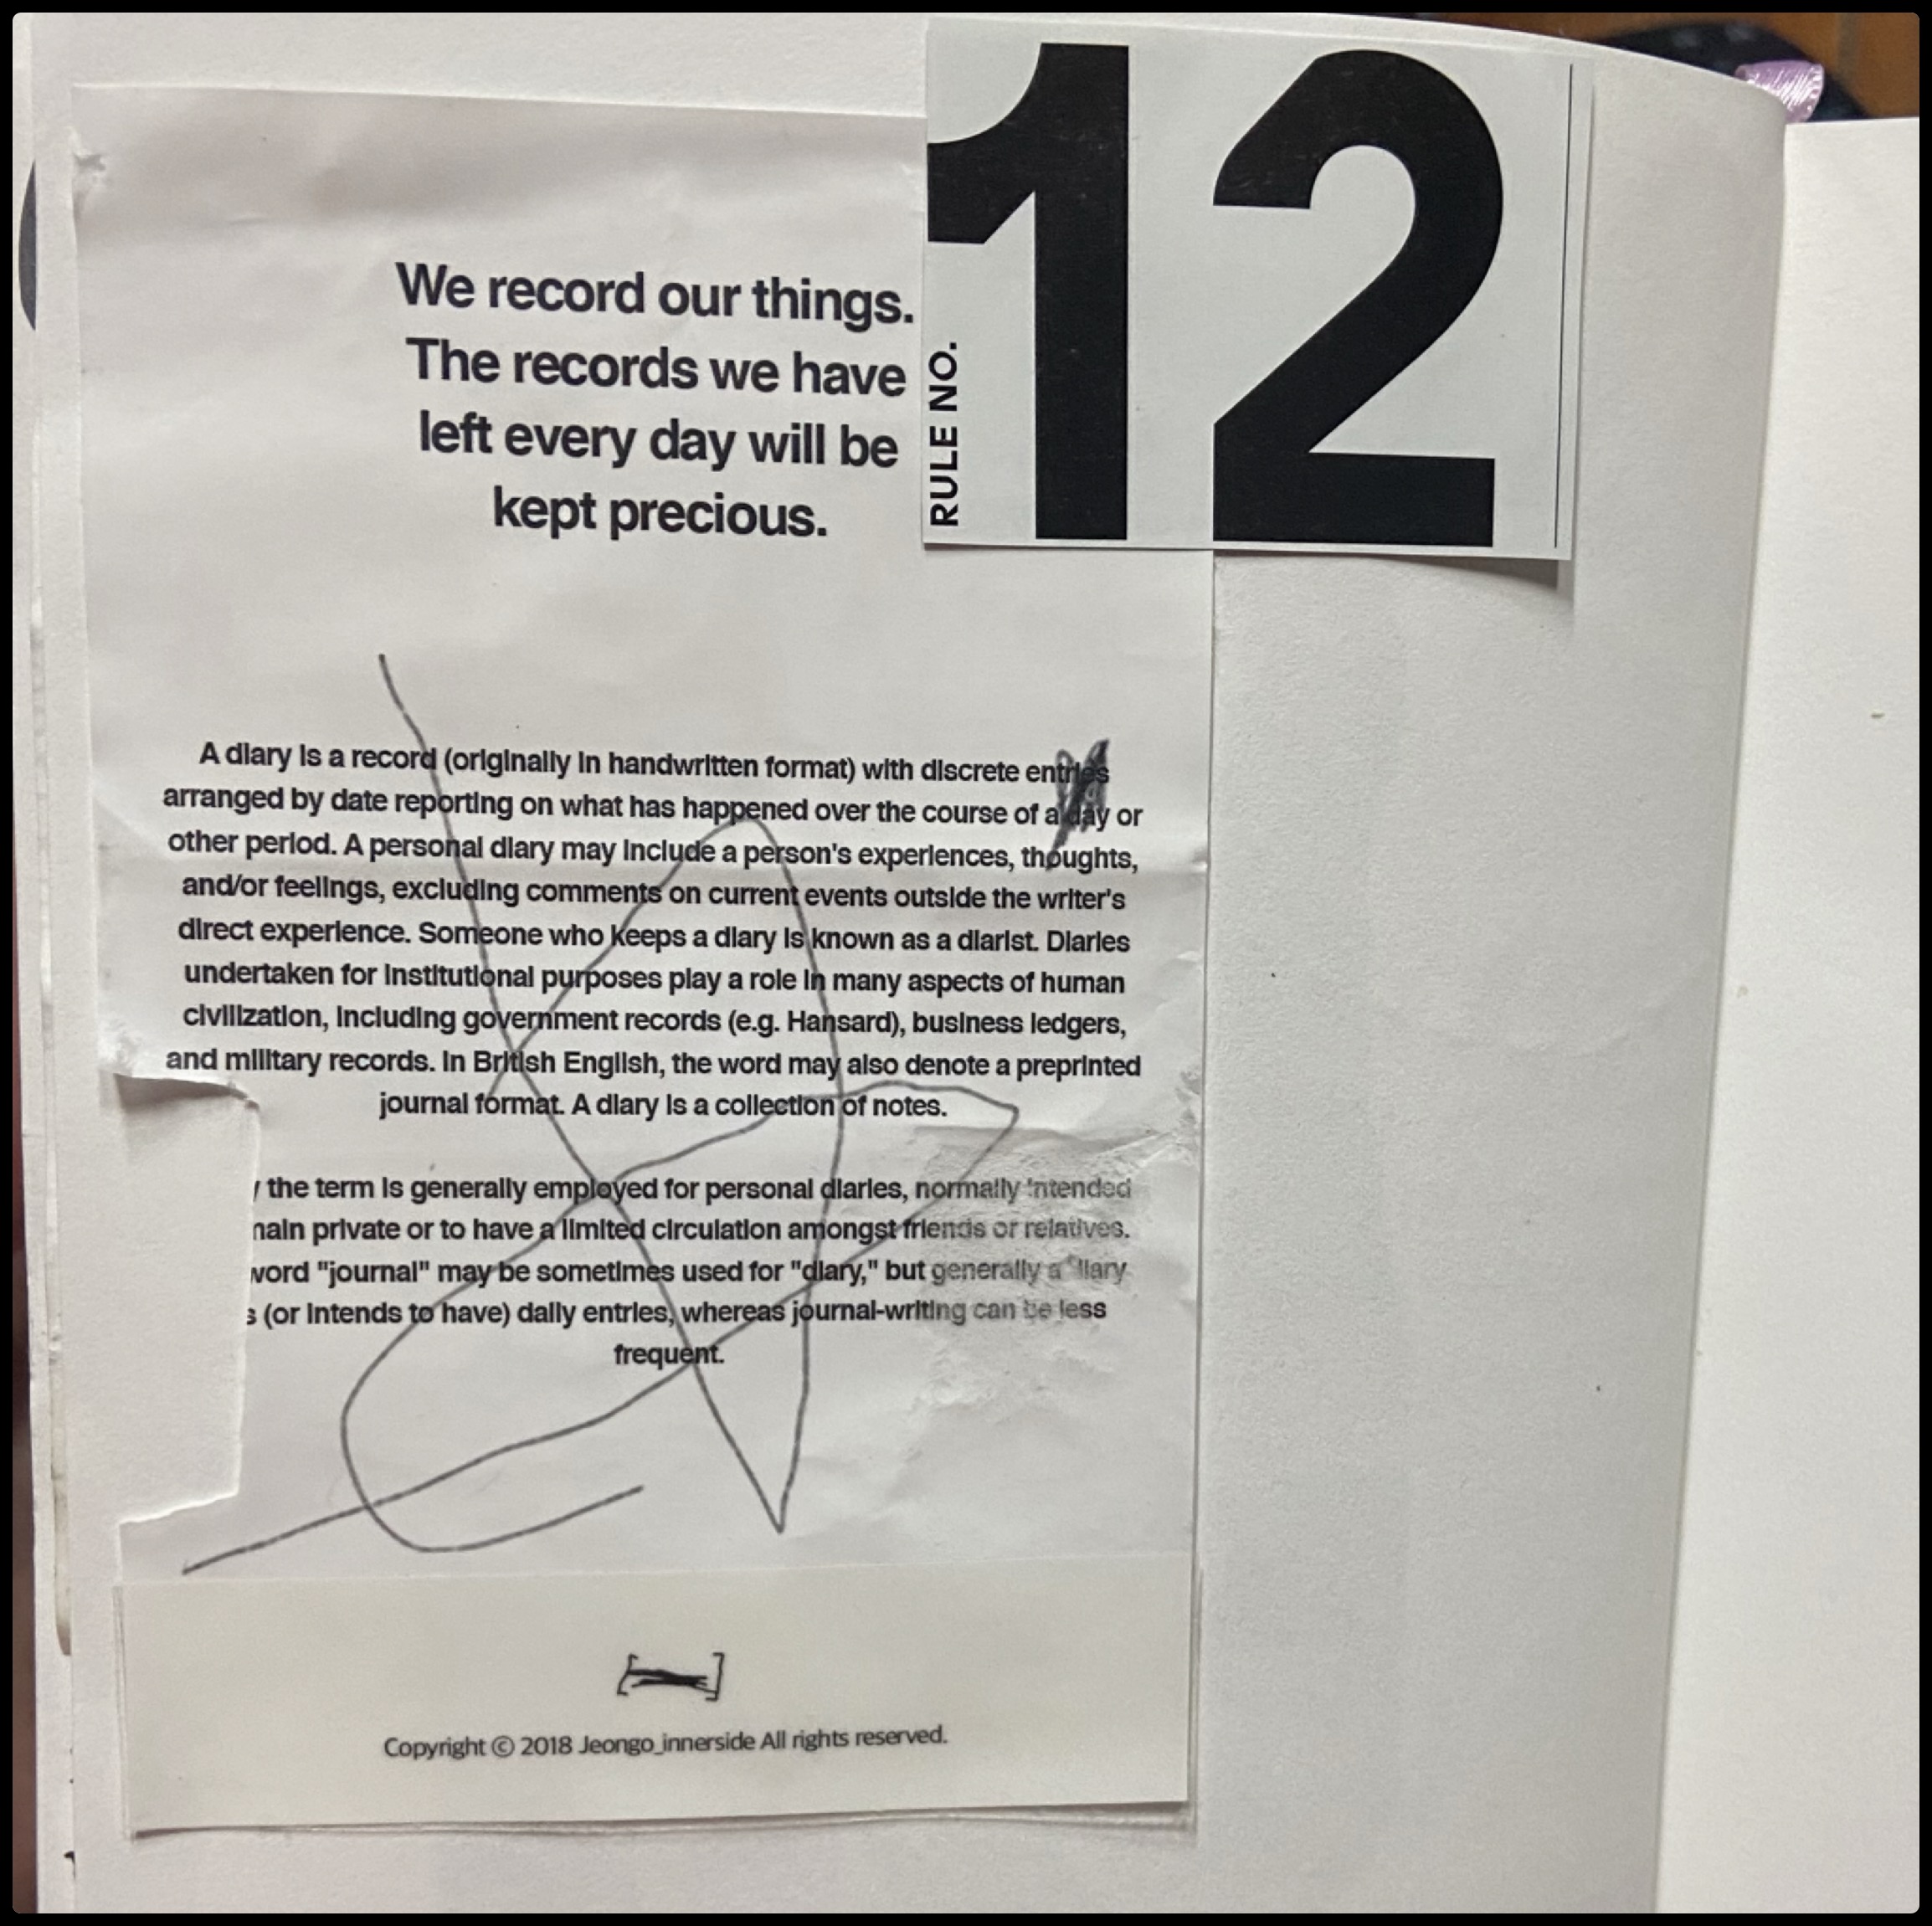 We record our things.
The records we have
left every day will be
kept precious.
RULE NO.
12
A diary is a record (originally in handwritten format) with discrete entries
arranged by date reporting on what has happened over the course of a day or
other period. A personal diary may include a person's experiences, thoughts,
and/or feelings, excluding comments on current events outside the writer's
direct experience. Someone who keeps a diary is known as a diarist. Diaries
undertaken for institutional purposes play a role in many aspects of human
civilization, including government records (e.g. Hansard), business ledgers,
and military records. In British English, the word may also denote a preprinted
journal format. A diary is a collection of notes.
the term is generally employed for personal diaries, normally intended
private or to have a limited circulation amongst friends or relatives.
"journal" may be sometimes used for "diary," but generally a diary
(or intends to have) daily entries, whereas journal-writing can be less
frequent.
Copyright © 2018 Jeongo_innerside All rights reserved.